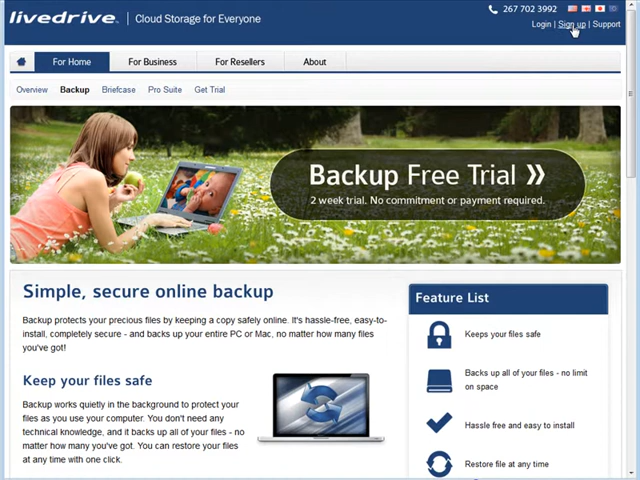 livedrive Cloud Storage for Everyone
267 702 3992
Login | Sign up | Support
For Home For Business For Resellers About
Overview Backup Briefcase Pro Suite Get Trial
Backup Free Trial »
2 week trial. No commitment or payment required.
Simple, secure online backup
Backup protects your precious files by keeping a copy safely online. It's hassle-free, easy-to-
install, completely secure - and backs up your entire PC or Mac, no matter how many files
you've got!
Keep your files safe
Backup works quietly in the background to protect your
files as you use your computer. You don't need any
technical knowledge, and it backs up all of your files - no
matter how many you've got. You can restore your files
at any time with one click.
Feature List
Keeps your files safe
Backs up all of your files - no limit
on space
Hassle free and easy to install
Restore file at any time